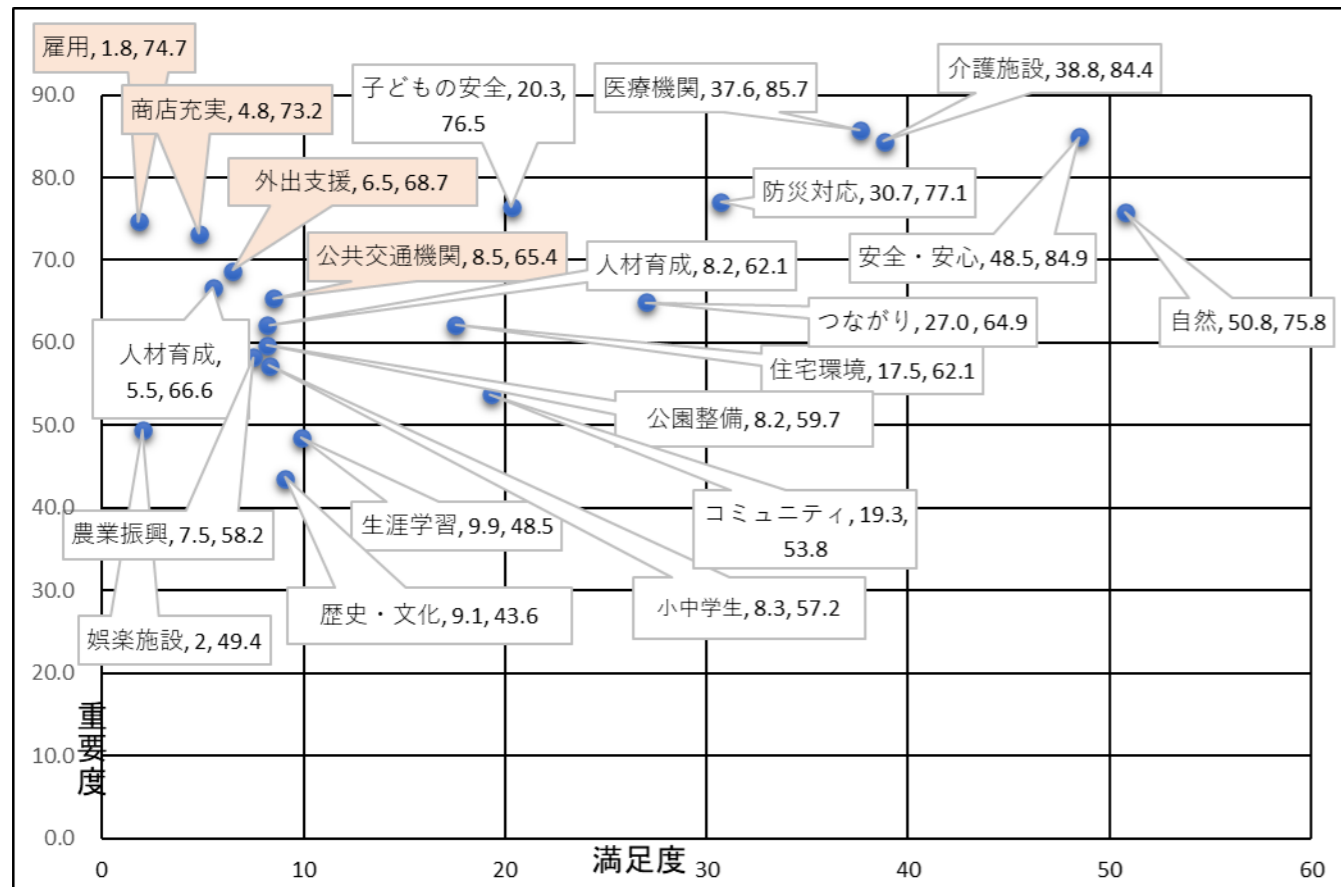 雇用, 1.8, 74.7
商店充実, 4.8, 73.2
外出支援, 6.5, 68.7
公共交通機関, 8.5, 65.4
子どもの安全, 20.3,
76.5
医療機関, 37.6, 85.7
介護施設, 38.8, 84.4
防災対応, 30.7, 77.1
安全・安心, 48.5, 84.9
自然, 50.8, 75.8
人材育成, 8.2, 62.1
つながり, 27.0, 64.9
住宅環境, 17.5, 62.1
人材育成,
5.5, 66.6
公園整備, 8.2, 59.7
コミュニティ, 19.3,
53.8
農業振興, 7.5, 58.2
生涯学習, 9.9, 48.5
歴史・文化, 9.1, 43.6
小中学生, 8.3, 57.2
娯楽施設, 2, 49.4
90.0
80.0
70.0
60.0
50.0
40.0
30.0
20.0
10.0
0.0
重要度
0
10
20
30
40
50
60
満足度